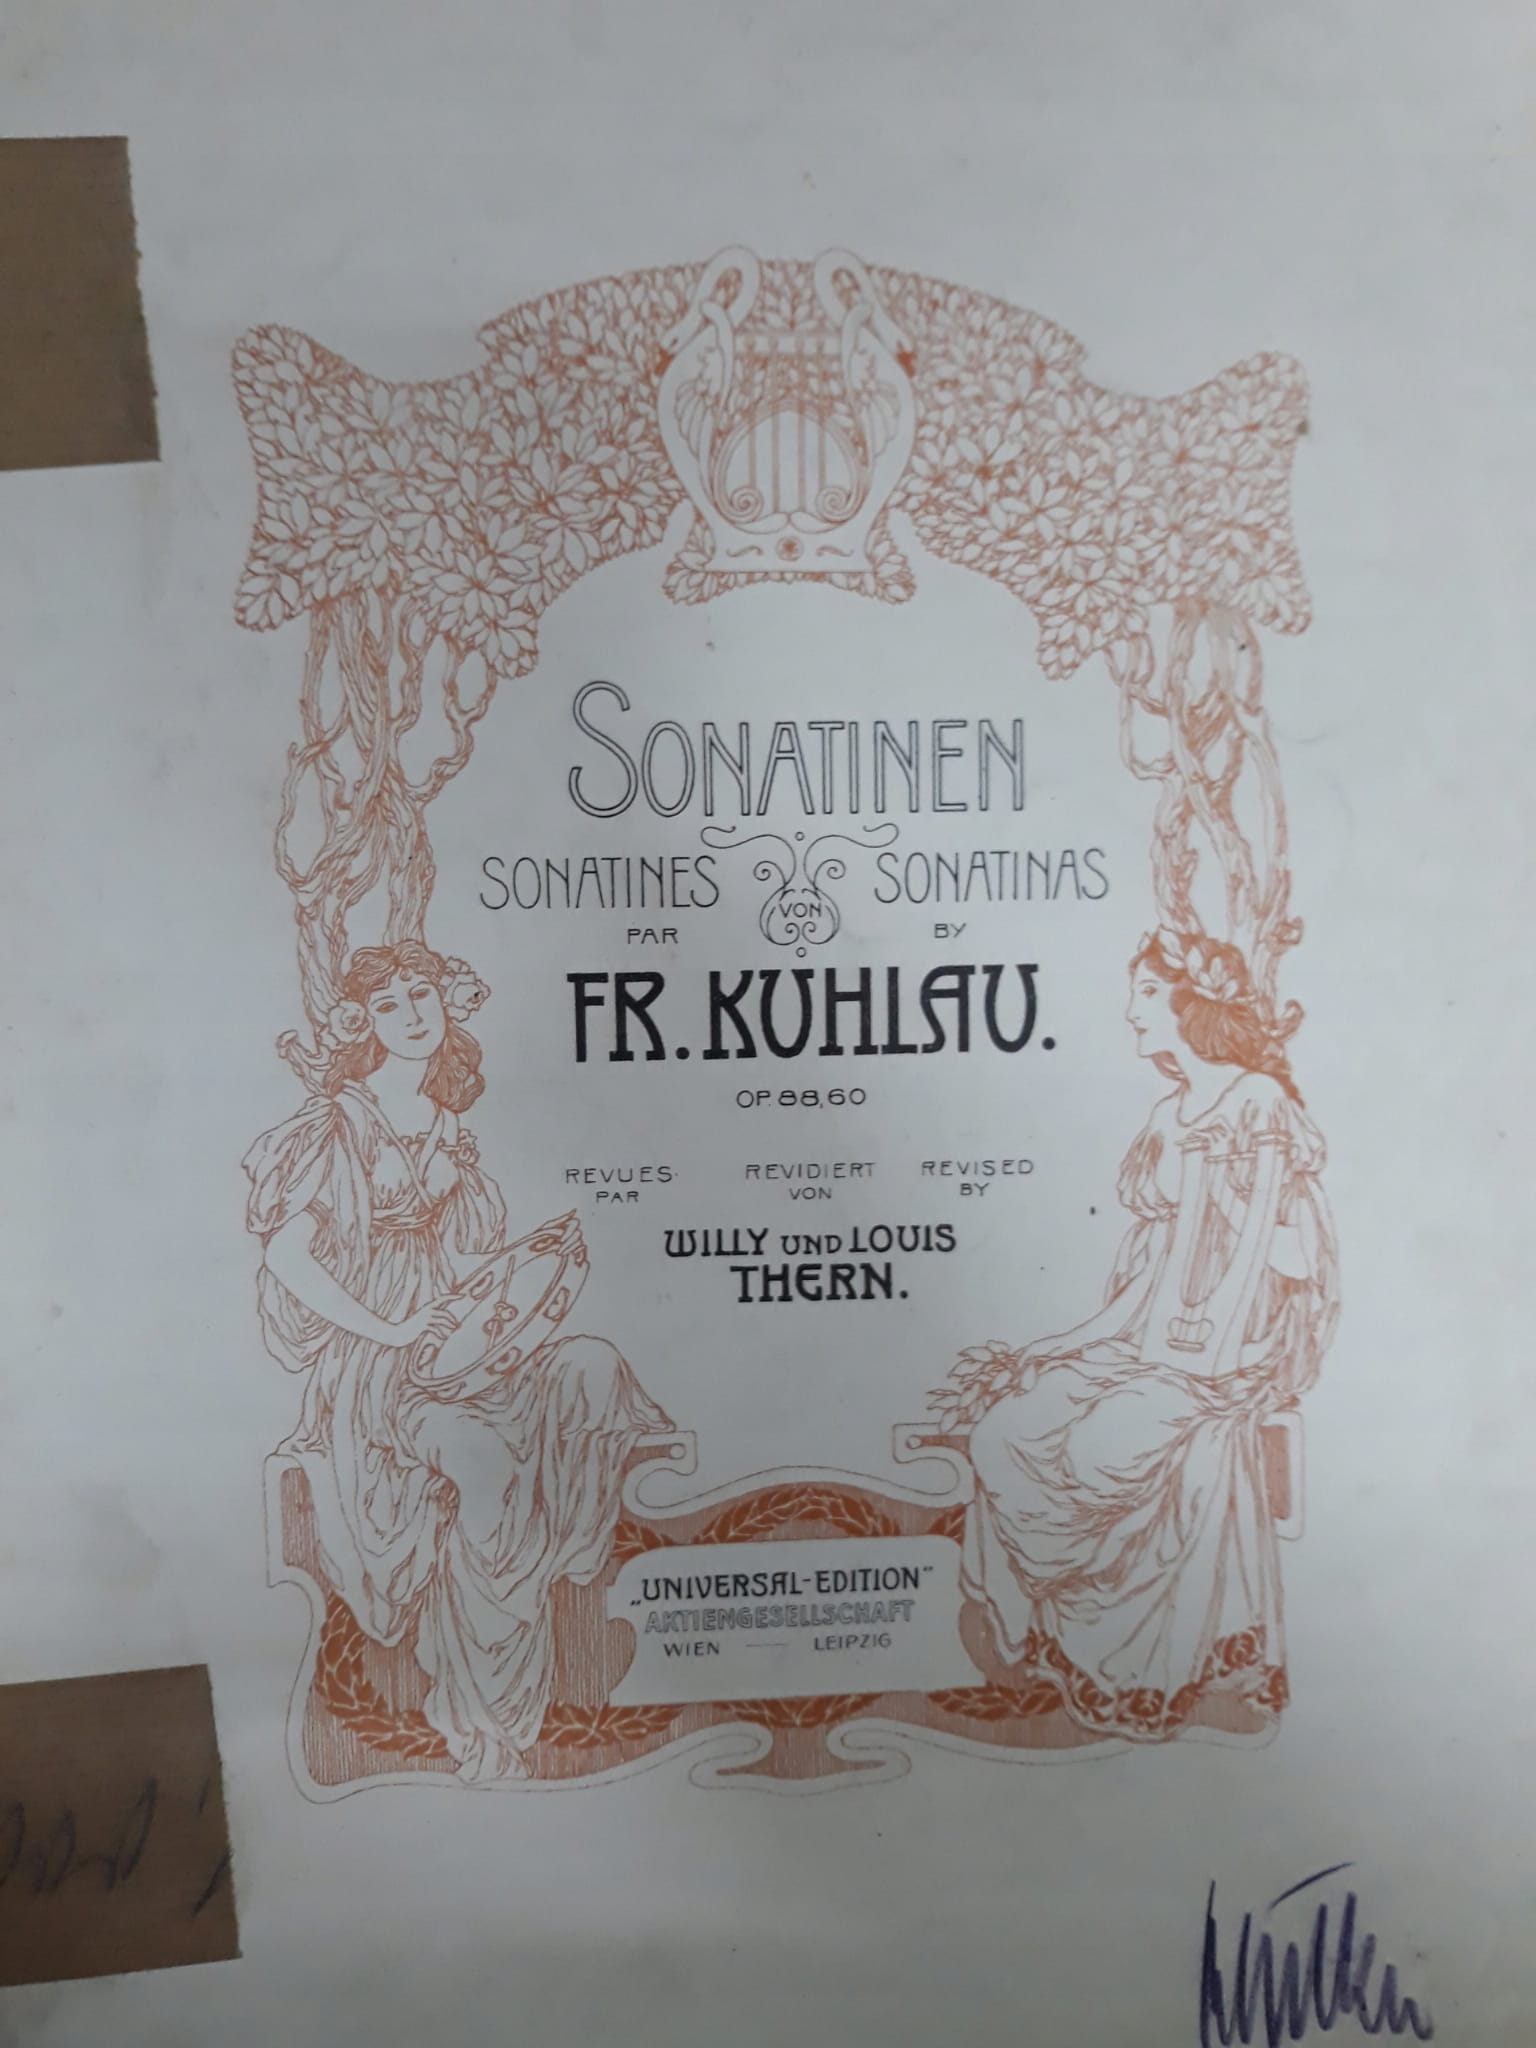 SONATINEN
SONATINES VON SONATINAS
PAR BY
FR. KUHLAU.
OP. 88, 60
REVUES REVIDIERT REVISED
PAR VON BY
WILLY UND LOUIS
THERN.
„UNIVERSAL-EDITION"
AKTIENGESELLSCHAFT
WIEN — LEIPZIG